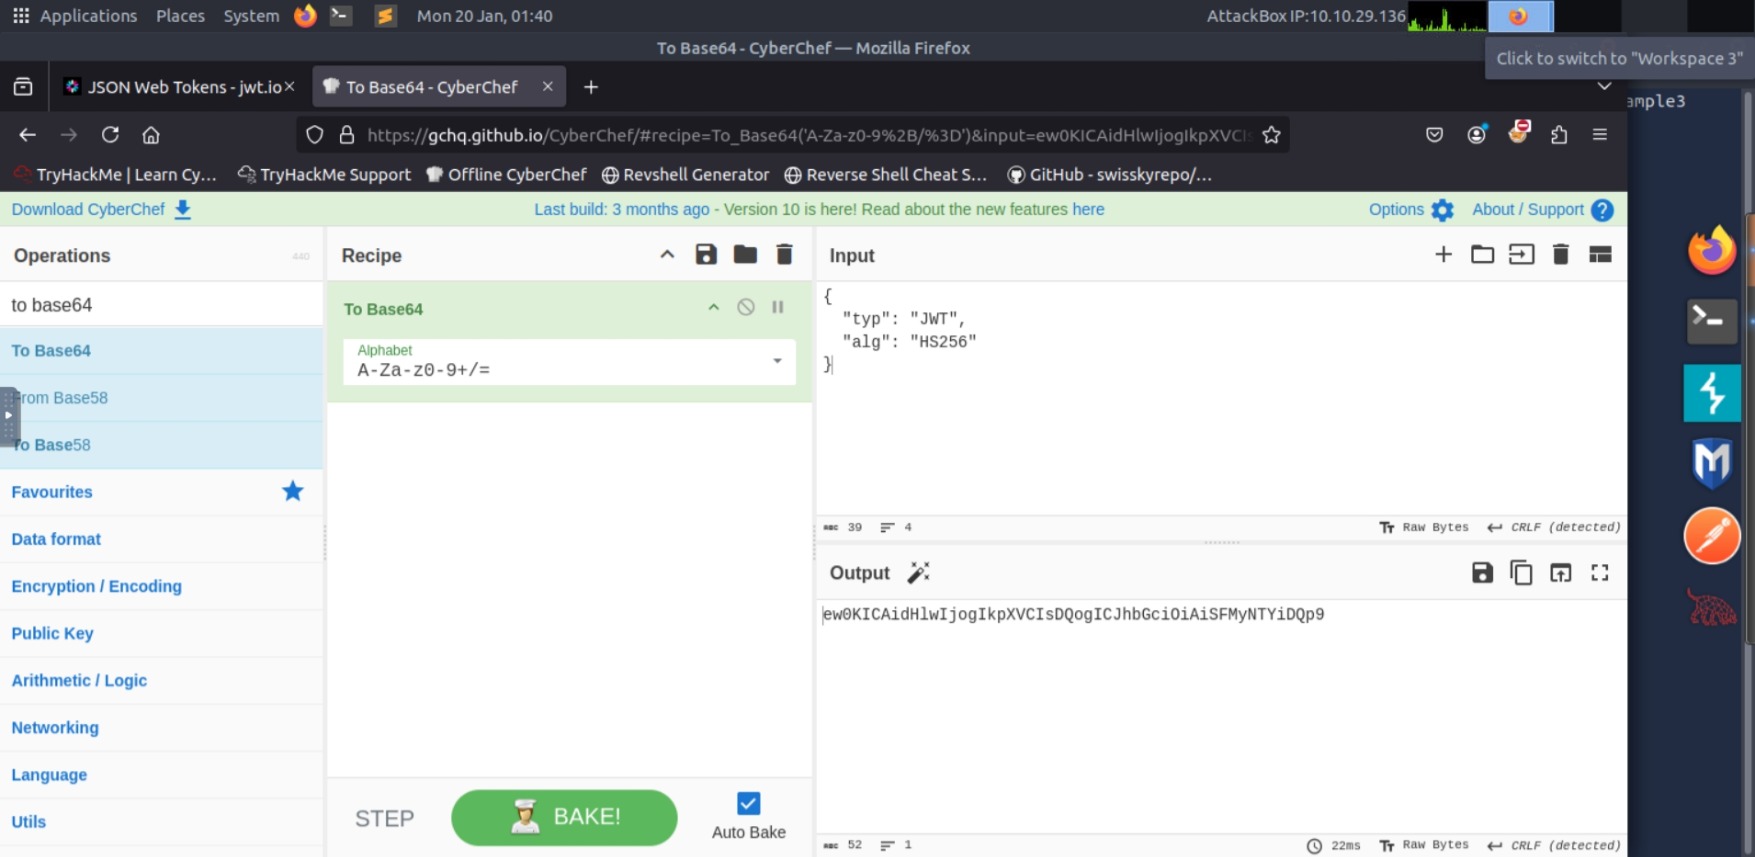 Applications Places System Mon 20 Jan, 01:40 AttackBox IP:10.10.29.136
To Base64 - CyberChef — Mozilla Firefox
Click to switch to "Workspace 3"
JSON Web Tokens - jwt.io × To Base64 - CyberChef × +
ample3
https://gchq.github.io/CyberChef/#recipe=To_Base64('A-Za-z0-9%2B/%3D')&input=ew0KICAidHlwIjogIkpXVCIs
TryHackMe | Learn Cy... TryHackMe Support Offline CyberChef Revshell Generator Reverse Shell Cheat S... GitHub - swisskyrepo/...
Download CyberChef Last build: 3 months ago - Version 10 is here! Read about the new features here Options About / Support
Operations 440 Recipe Input
to base64
To Base64
From Base58
To Base58
Favourites
Data format
Encryption / Encoding
Public Key
Arithmetic / Logic
Networking
Language
Utils
To Base64
Alphabet
A-Za-z0-9+/=
STEP BAKE! Auto Bake
{
"typ": "JWT",
"alg": "HS256"
}
ABC 39 4 Tт Raw Bytes CRLF (detected)
Output
ew0KICAidHlwIjogIkpXVCIsDQogICJhbGciOiAiSFMyNTYiDQp9
ABC 52 1 22ms Tт Raw Bytes CRLF (detected)